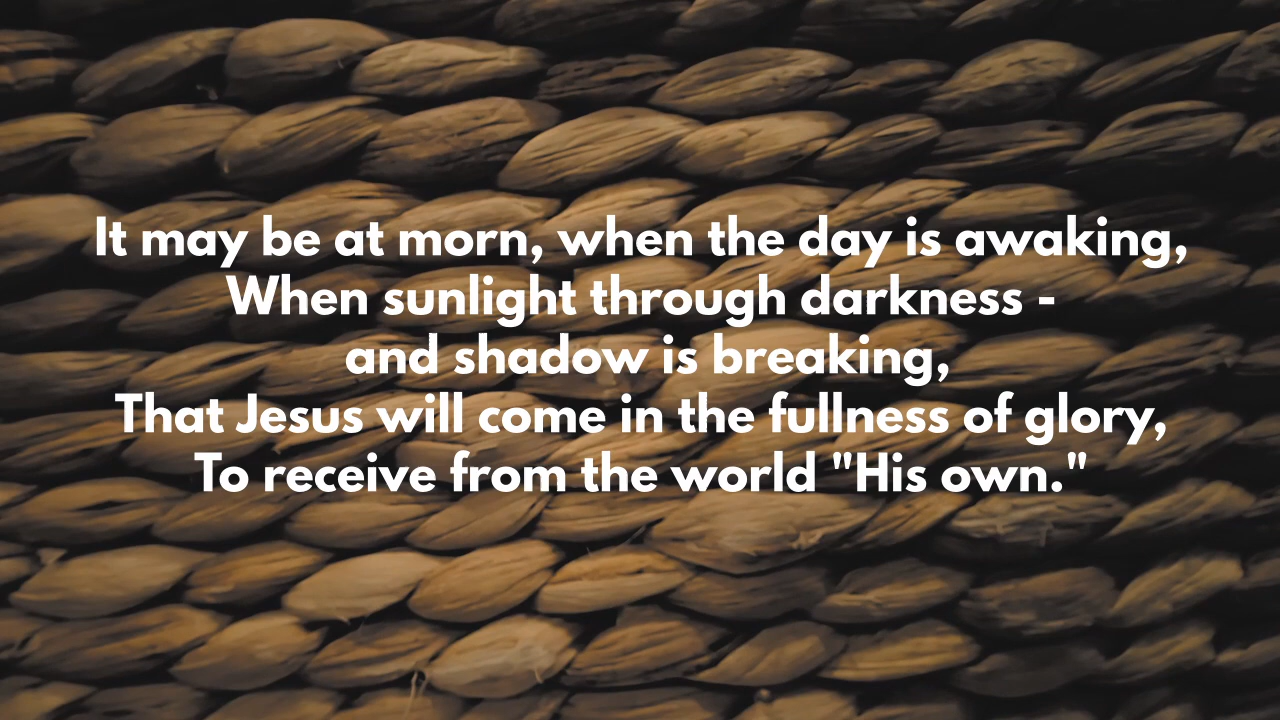 It may be at morn, when the day is awaking,
When sunlight through darkness -
and shadow is breaking,
That Jesus will come in the fullness of glory,
To receive from the world "His own."